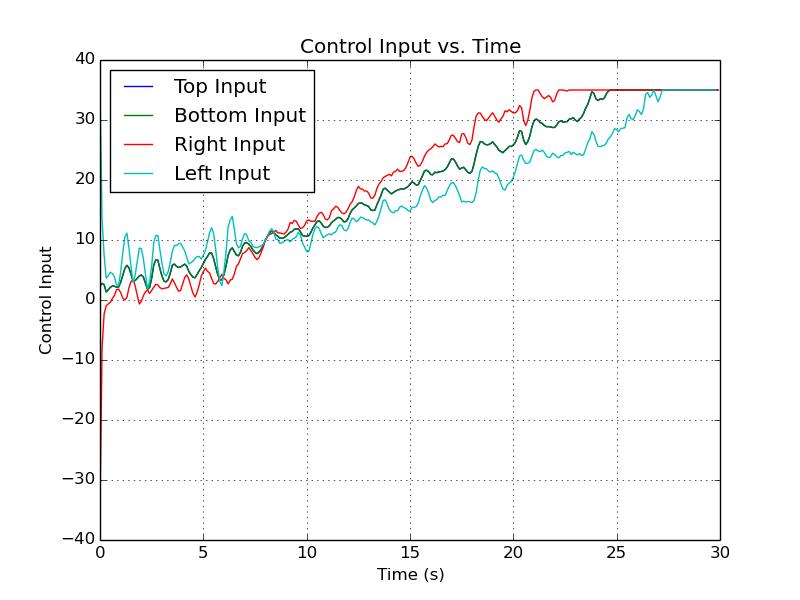 Control Input vs. Time
40
30
20
10
0
−10
−20
−30
−40
Control Input
Top Input
Bottom Input
Right Input
Left Input
0 5 10 15 20 25 30
Time (s)